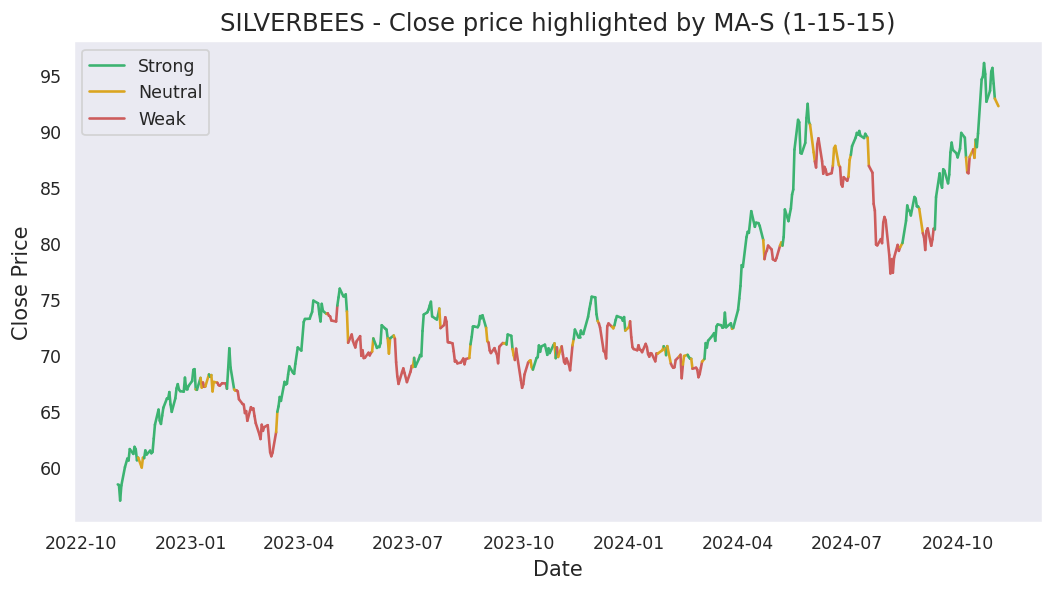 SILVERBEES - Close price highlighted by MA-S (1-15-15)
Strong
Neutral
Weak
Close Price
95
90
85
80
75
70
65
60
2022-10 2023-01 2023-04 2023-07 2023-10 2024-01 2024-04 2024-07 2024-10
Date